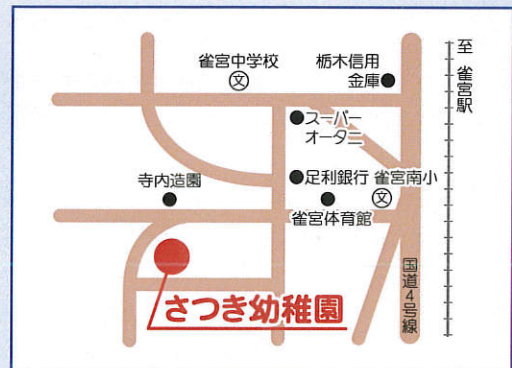 雀宮中学校
文
栃木信用
金庫
至 雀宮駅
スーパー
オータニ
足利銀行
雀宮南小
文
寺内造園
雀宮体育館
国道4号線
さつき幼稚園